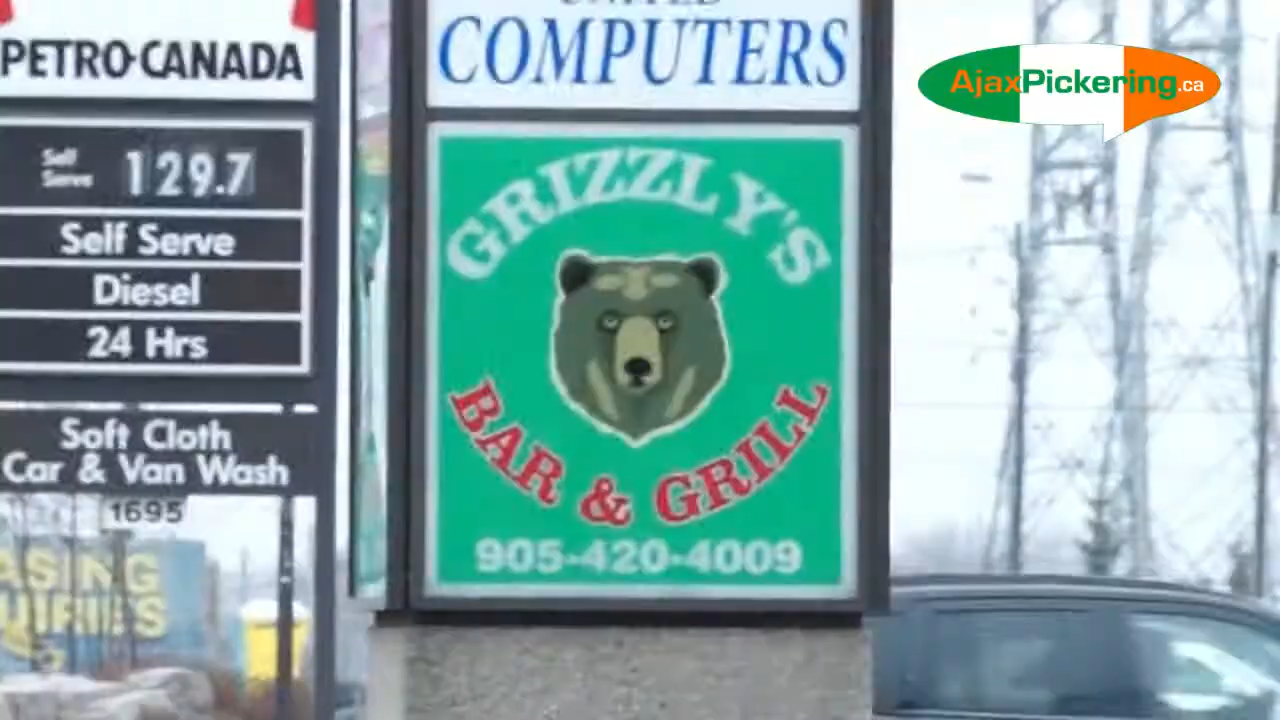 PETRO-CANADA
Self Serve 129.7
Self Serve
Diesel
24 Hrs
Soft Cloth
Car & Van Wash
1695
UNITED
COMPUTERS
GRIZZLY'S
BAR & GRILL
905-420-4009
AjaxPickering.ca